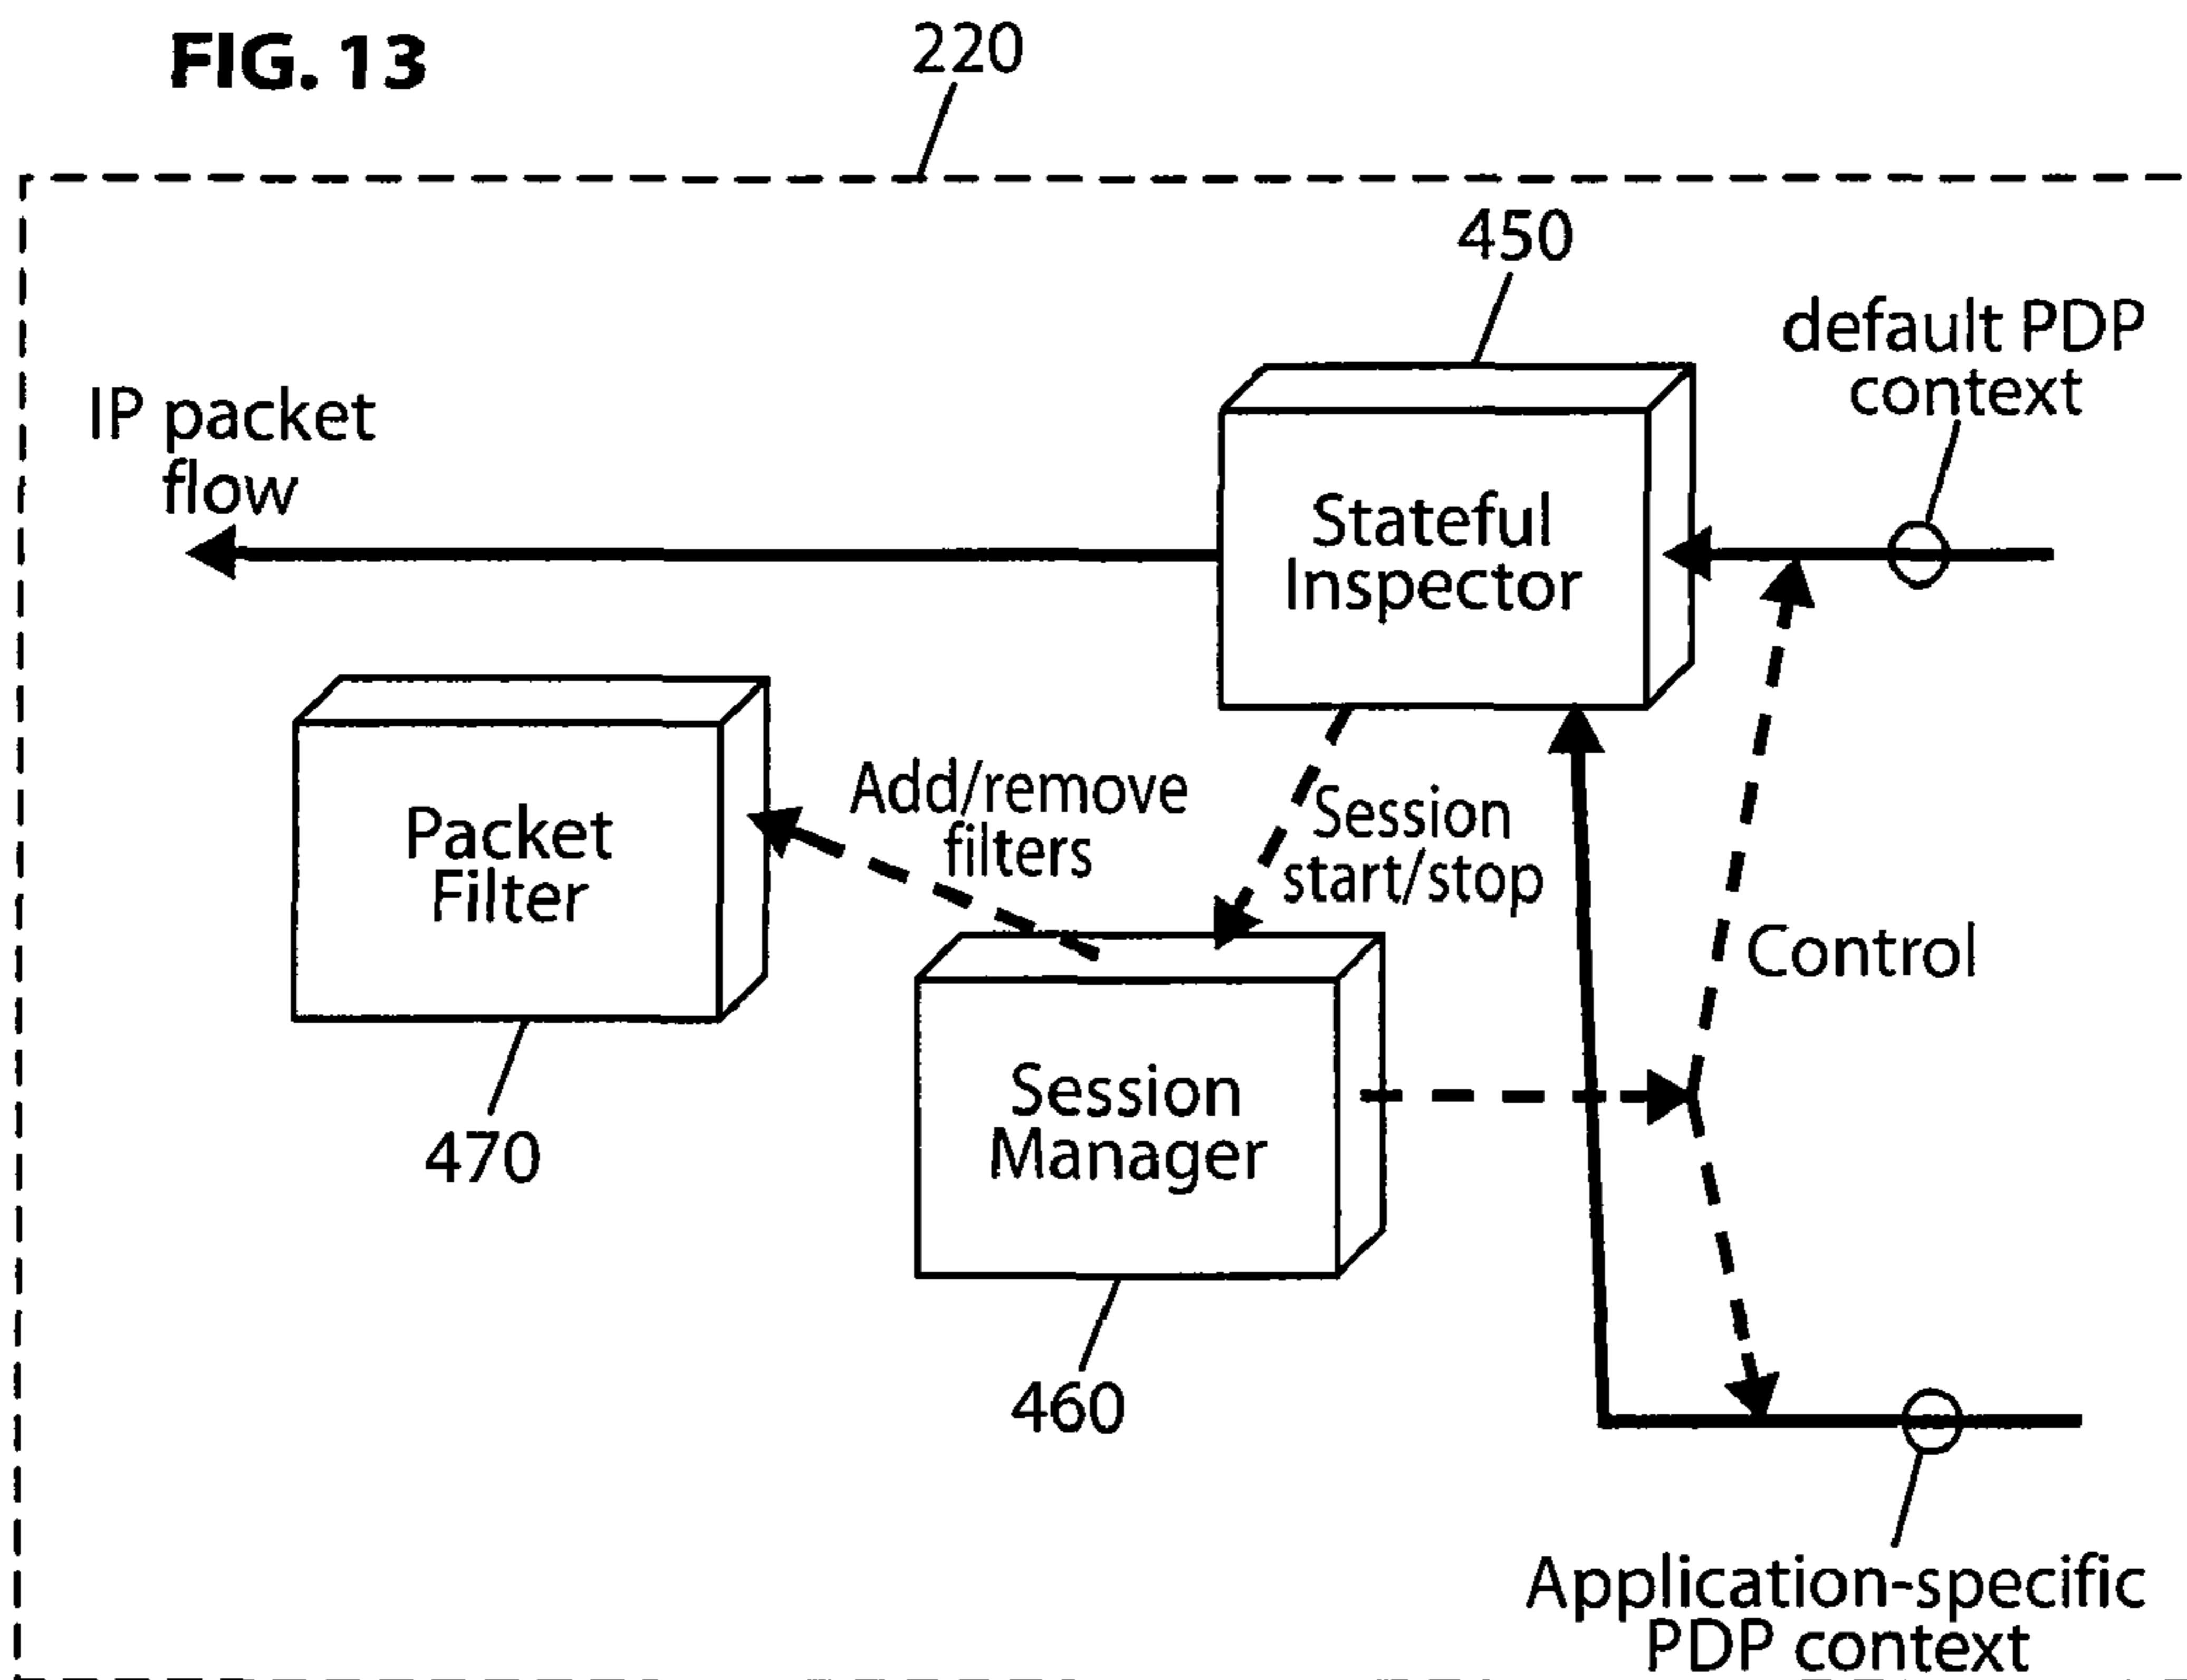 FIG. 13
220
450
default PDP
context
IP packet
flow
Stateful
Inspector
Add/remove
filters
Session
start/stop
Packet
Filter
Control
Session
Manager
470
460
Application-specific
PDP context